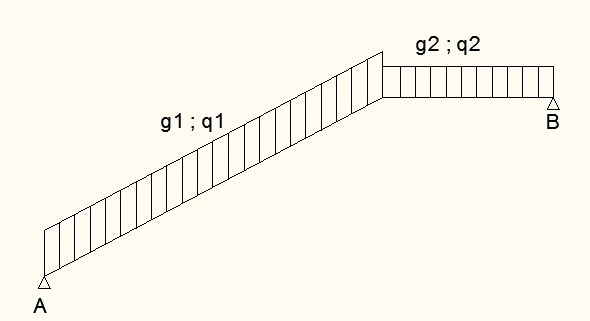 g2 ; q2
g1 ; q1
B
A